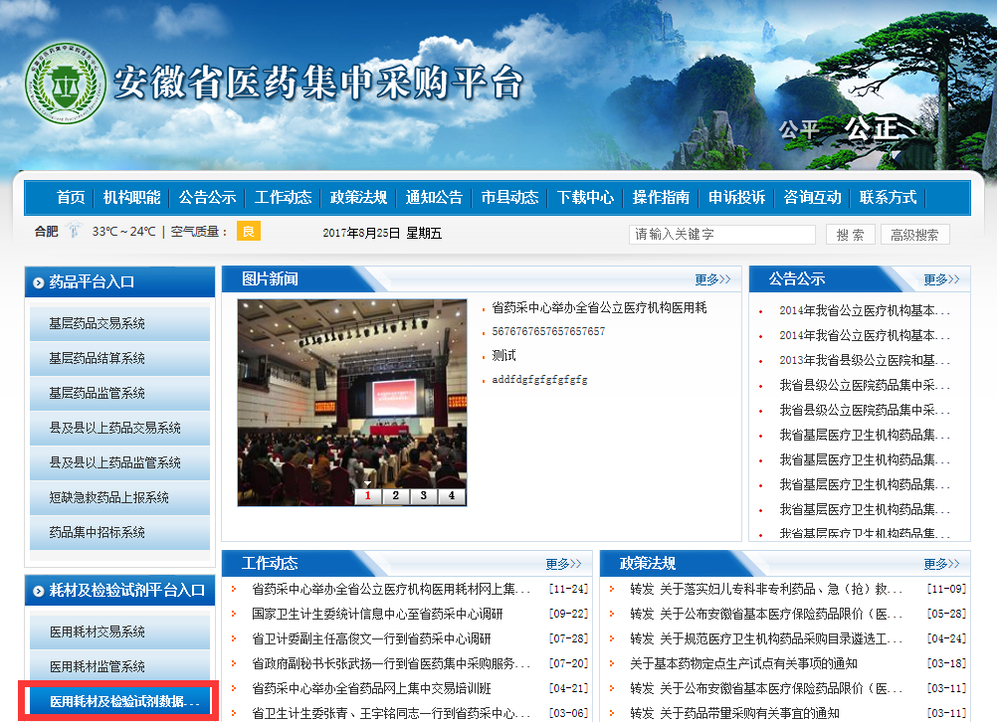 安徽省医药集中采购平台
公平 公正
首页 机构职能 公告公示 工作动态 政策法规 通知公告 市县动态 下载中心 操作指南 申诉投诉 咨询互动 联系方式
合肥 33℃~24℃ | 空气质量： 良 2017年8月25日 星期五 请输入关键字 搜 索 高级搜索
药品平台入口
基层药品交易系统
基层药品结算系统
基层药品监管系统
县及县以上药品交易系统
县及县以上药品监管系统
短缺急救药品上报系统
药品集中招标系统
耗材及检验试剂平台入口
医用耗材交易系统
医用耗材监管系统
医用耗材及检验试剂数据...
图片新闻 更多>>
1 2 3 4
省药采中心举办全省公立医疗机构医用耗
5676767657657657657
测试
addfdgfgfgfgfgfg
公告公示 更多>>
2014年我省公立医疗机构基本...
2014年我省公立医疗机构基本...
2013年我省县级公立医院和基...
我省县级公立医院药品集中采...
我省县级公立医院药品集中采...
我省基层医疗卫生机构药品集...
我省基层医疗卫生机构药品集...
我省基层医疗卫生机构药品集...
我省基层医疗卫生机构药品集...
我省基层医疗卫生机构药品集...
工作动态 更多>>
省药采中心举办全省公立医疗机构医用耗材网上集... [11-24]
国家卫生计生委统计信息中心至省药采中心调研 [09-22]
省卫计委副主任高俊文一行到省药采中心调研 [07-28]
省政府副秘书长张武扬一行到省医药集中采购服务... [07-20]
省药采中心举办全省药品网上集中交易培训班 [04-21]
省卫生计生委张青、王宇铭同志一行到省药采中心... [03-06]
政策法规 更多>>
转发 关于落实妇儿专科非专利药品、急（抢）救... [11-09]
转发 关于公布安徽省基本医疗保险药品限价（医... [05-28]
转发 关于规范医疗卫生机构药品采购目录遴选工... [04-24]
关于基本药物定点生产试点有关事项的通知 [03-18]
转发 关于公布安徽省基本医疗保险药品限价（医... [03-11]
转发 关于药品带量采购有关事宜的通知 [03-11]